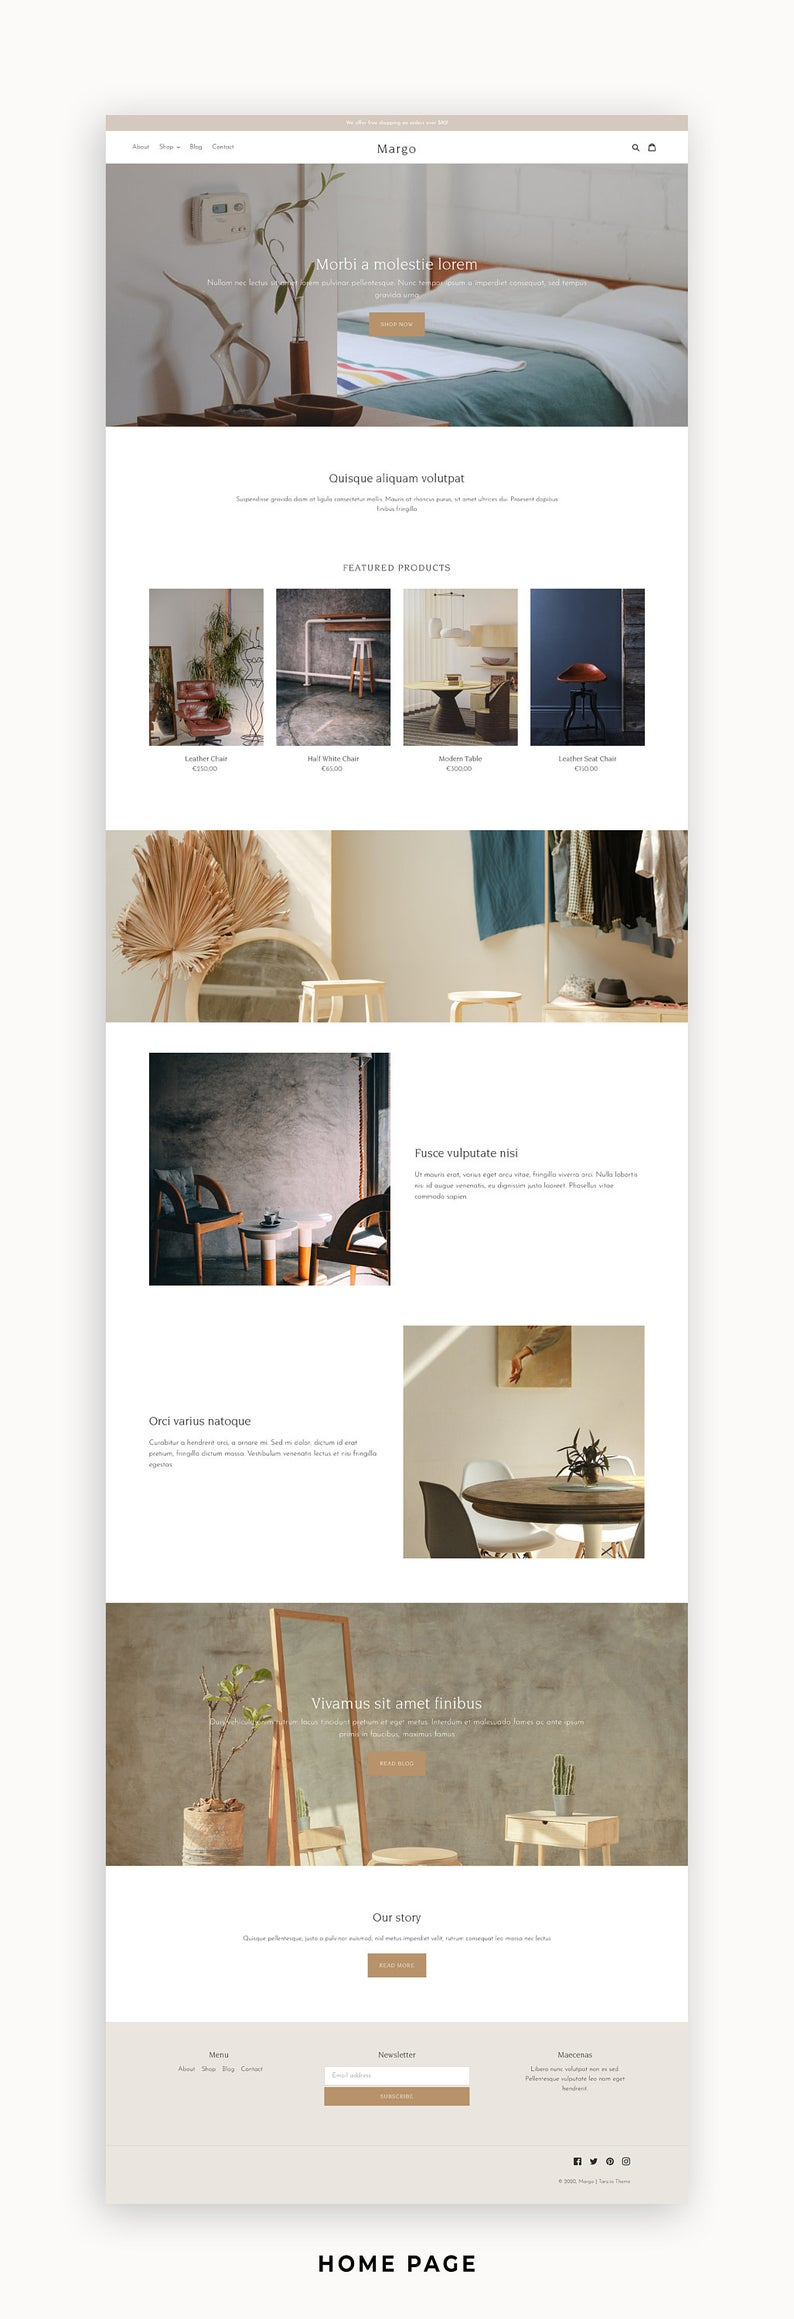 We offer free shipping on orders over $80!
About Shop Blog Contact
Margo
Morbi a molestie lorem
Nullam nec lectus sit amet lorem pulvinar pellentesque. Nunc tempor ipsum a imperdiet consequat, sed tempus
gravida urna.
SHOP NOW
Quisque aliquam volutpat
Suspendisse gravida diam at ligula consectetur mollis. Mauris at rhoncus purus, sit amet ultrices dui. Praesent dapibus
finibus fringilla.
FEATURED PRODUCTS
Leather Chair
€250,00
Half White Chair
€65,00
Modern Table
€300,00
Leather Seat Chair
€150,00
Fusce vulputate nisi
Ut mauris erat, varius eget arcu vitae, fringilla viverra orci. Nulla lobortis
nisi id augue venenatis, eu dignissim justo laoreet. Phasellus vitae
commodo sapien.
Orci varius natoque
Curabitur a hendrerit orci, a ornare mi. Sed mi dolor, dictum id erat
pretium, fringilla dictum massa. Vestibulum venenatis lectus et nisi fringilla
egestas.
Vivamus sit amet finibus
Duis vehicula rutrum lacus tincidunt pretium et eget metus. Interdum et malesuada fames ac ante ipsum
primis in faucibus, maximus famus.
READ BLOG
Our story
Quisque pellentesque, justo a pulvinar euismod, nisl metus imperdiet velit, rutrum consequat leo massa nec lectus.
READ MORE
Menu
About Shop Blog Contact
Newsletter
Email address
SUBSCRIBE
Maecenas
Libero nunc volutpat non ex sed.
Pellentesque vulputate leo nam eget
hendrerit.
© 2020, Margo | Theme
HOME PAGE